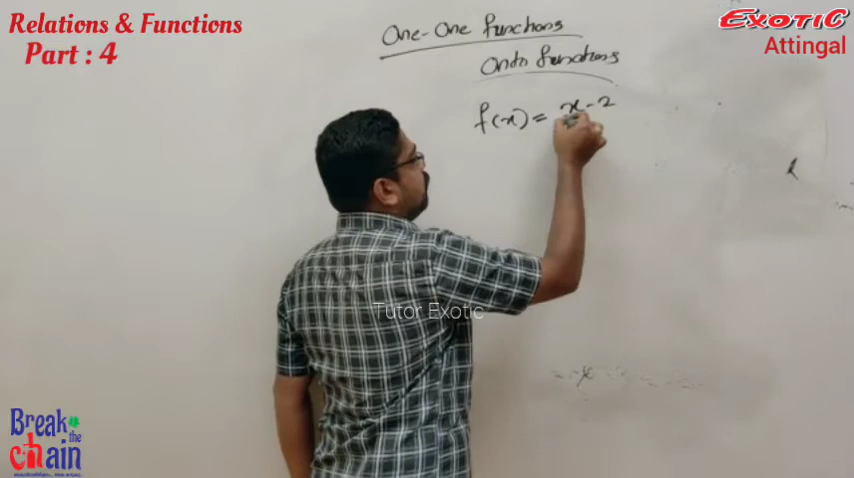 Relations & Functions
Part : 4
EXOTIC
Attingal
One-One functions
Onto functions
f(x) = x - 2
Tutor Exotic
Break
the
chain